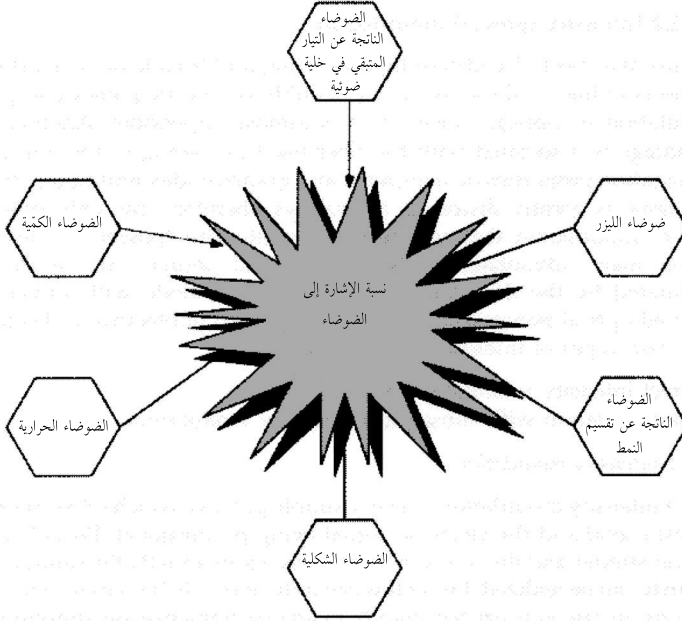 الضوضاء
الناتجة عن التيار
المتبقي في خلية
ضوئية
ضوضاء الليزر
الضوضاء الكمّية
نسبة الإشارة إلى
الضوضاء
الضوضاء
الناتجة عن تقسيم
النمط
الضوضاء الحرارية
الضوضاء الشكلية